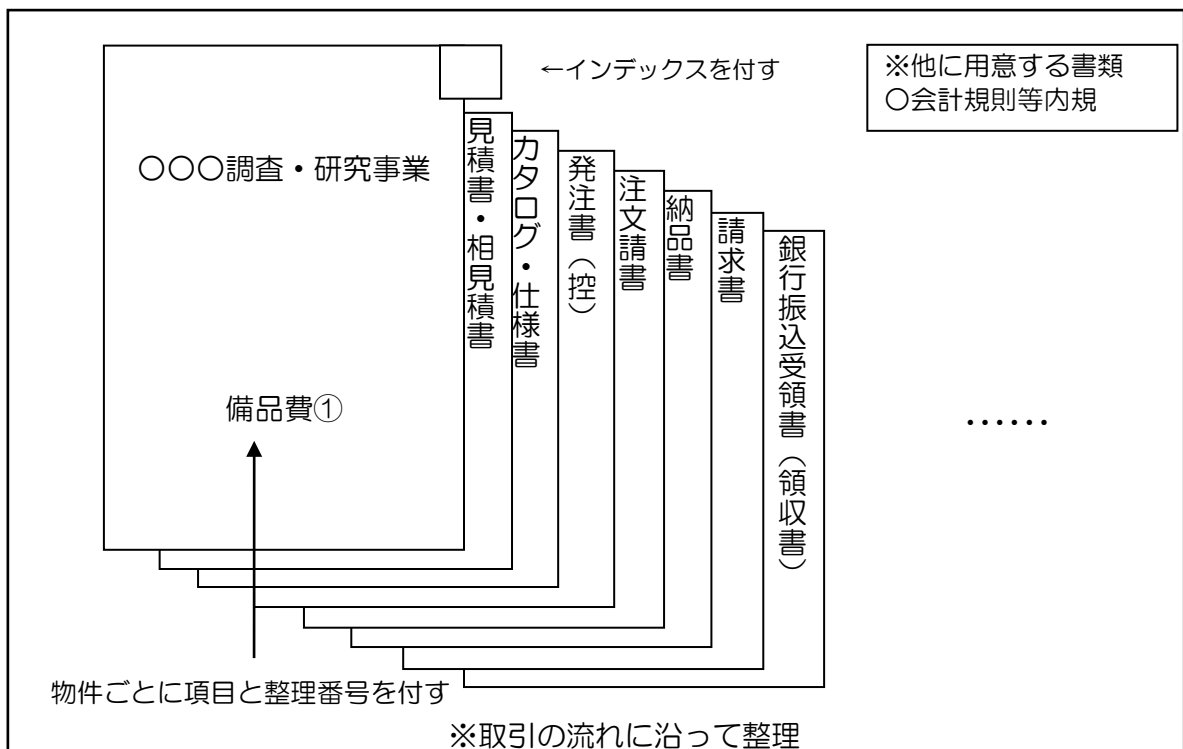 ←インデックスを付す
※他に用意する書類
〇会計規則等内規
〇〇〇調査・研究事業
見積書・相見積書
カタログ・仕様書
発注書（控）
注文請書
納品書
請求書
銀行振込受領書（領収書）
備品費①
……
物件ごとに項目と整理番号を付す
※取引の流れに沿って整理